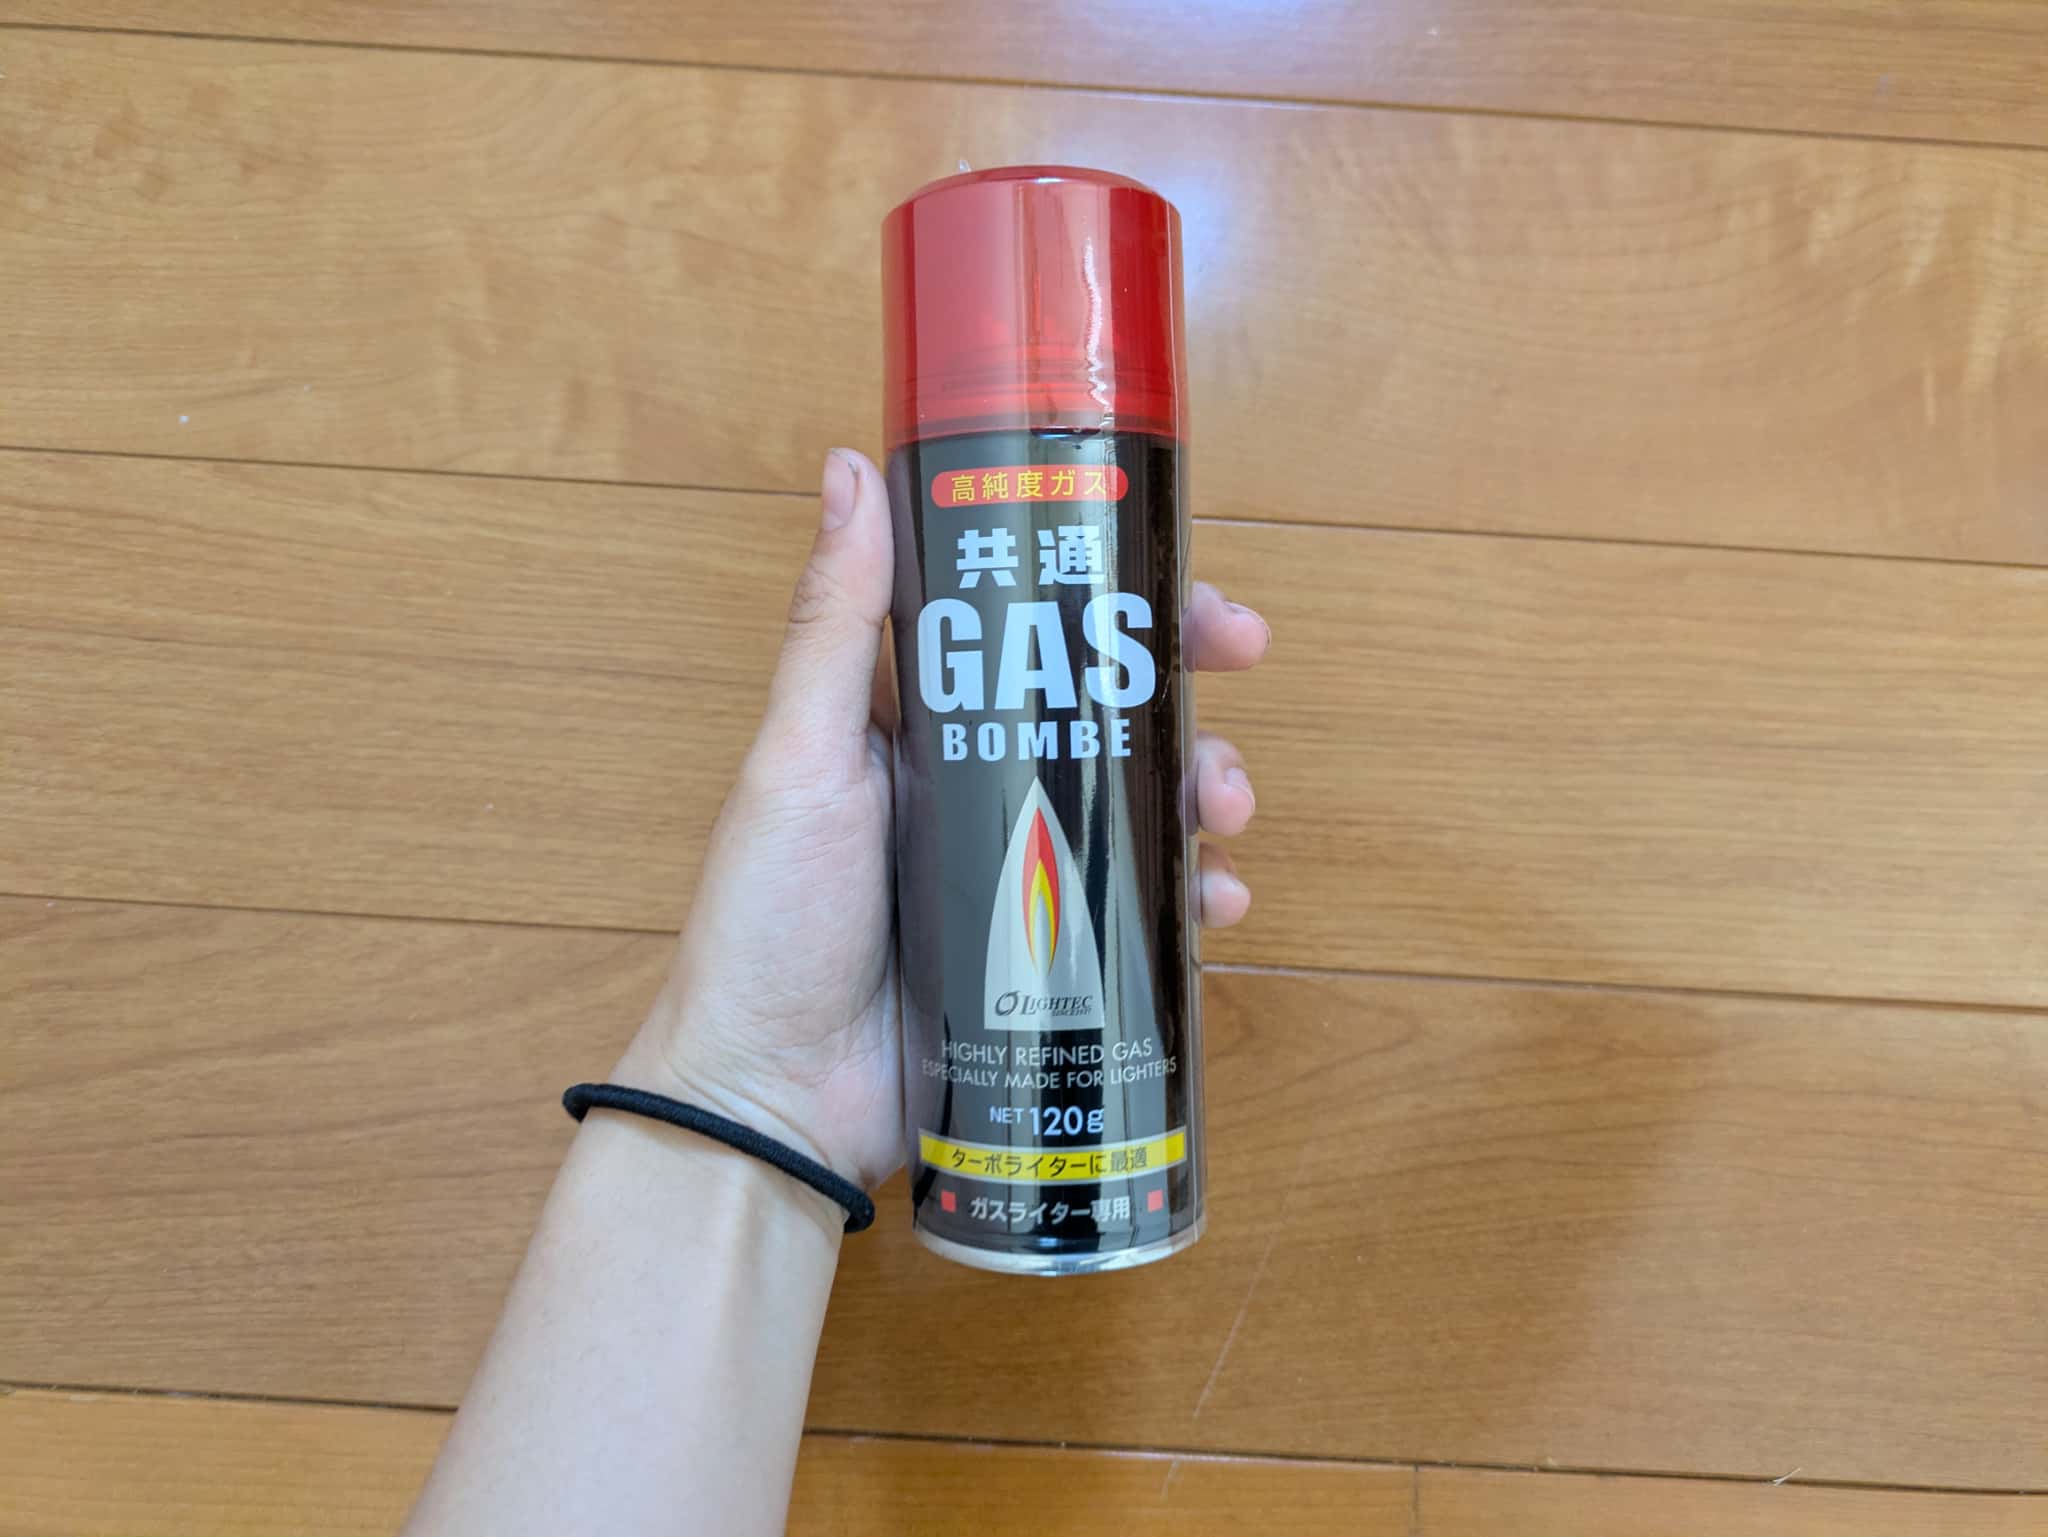 高純度ガス
共通
GAS
BOMBE
LIGHTEC
HIGHLY REFINED GAS
ESPECIALLY MADE FOR LIGHTERS
NET 120g
ターボライターに最適
ガスライター専用